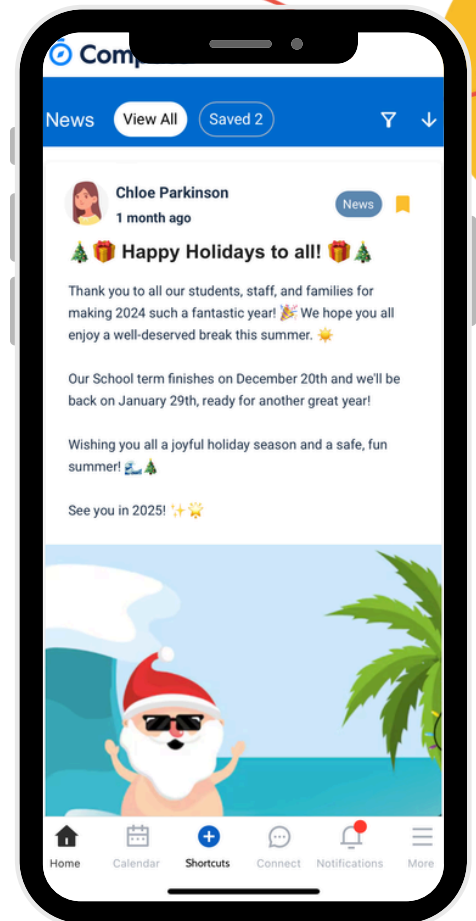 News
View All
Saved 2
Chloe Parkinson
1 month ago
News
🎄🎁 Happy Holidays to all! 🎁🎄
Thank you to all our students, staff, and families for
making 2024 such a fantastic year! 🎉 We hope you all
enjoy a well-deserved break this summer. ☀️
Our School term finishes on December 20th and we'll be
back on January 29th, ready for another great year!
Wishing you all a joyful holiday season and a safe, fun
summer! 🌊🎄
See you in 2025! ✨🌟
Home
Calendar
Shortcuts
Connect
Notifications
More